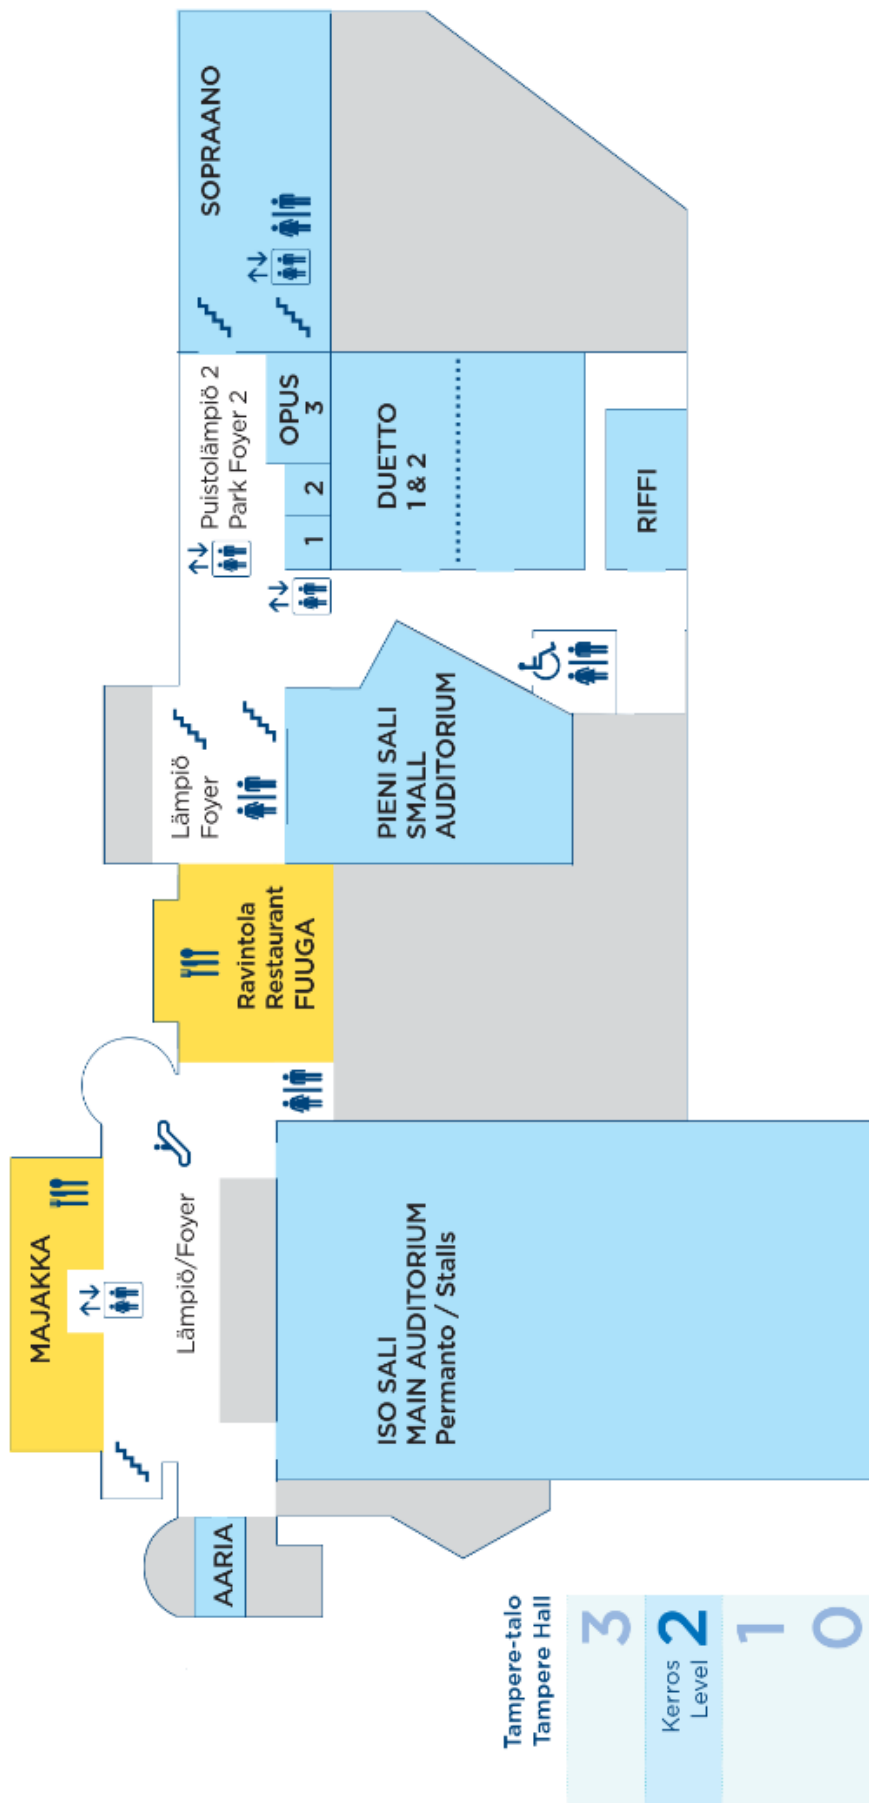 MAJAKKA
Lämpiö/Foyer
AARIA
ISO SALI
MAIN AUDITORIUM
Permanto / Stalls
Ravintola
Restaurant
FUUGA
Lämpiö
Foyer
PIENI SALI
SMALL
AUDITORIUM
Puistolämpiö 2
Park Foyer 2
1
2
OPUS
3
DUETTO
1 & 2
RIFFI
SOPRAANO
Tampere-talo
Tampere Hall
3
Kerros
Level
2
1
0